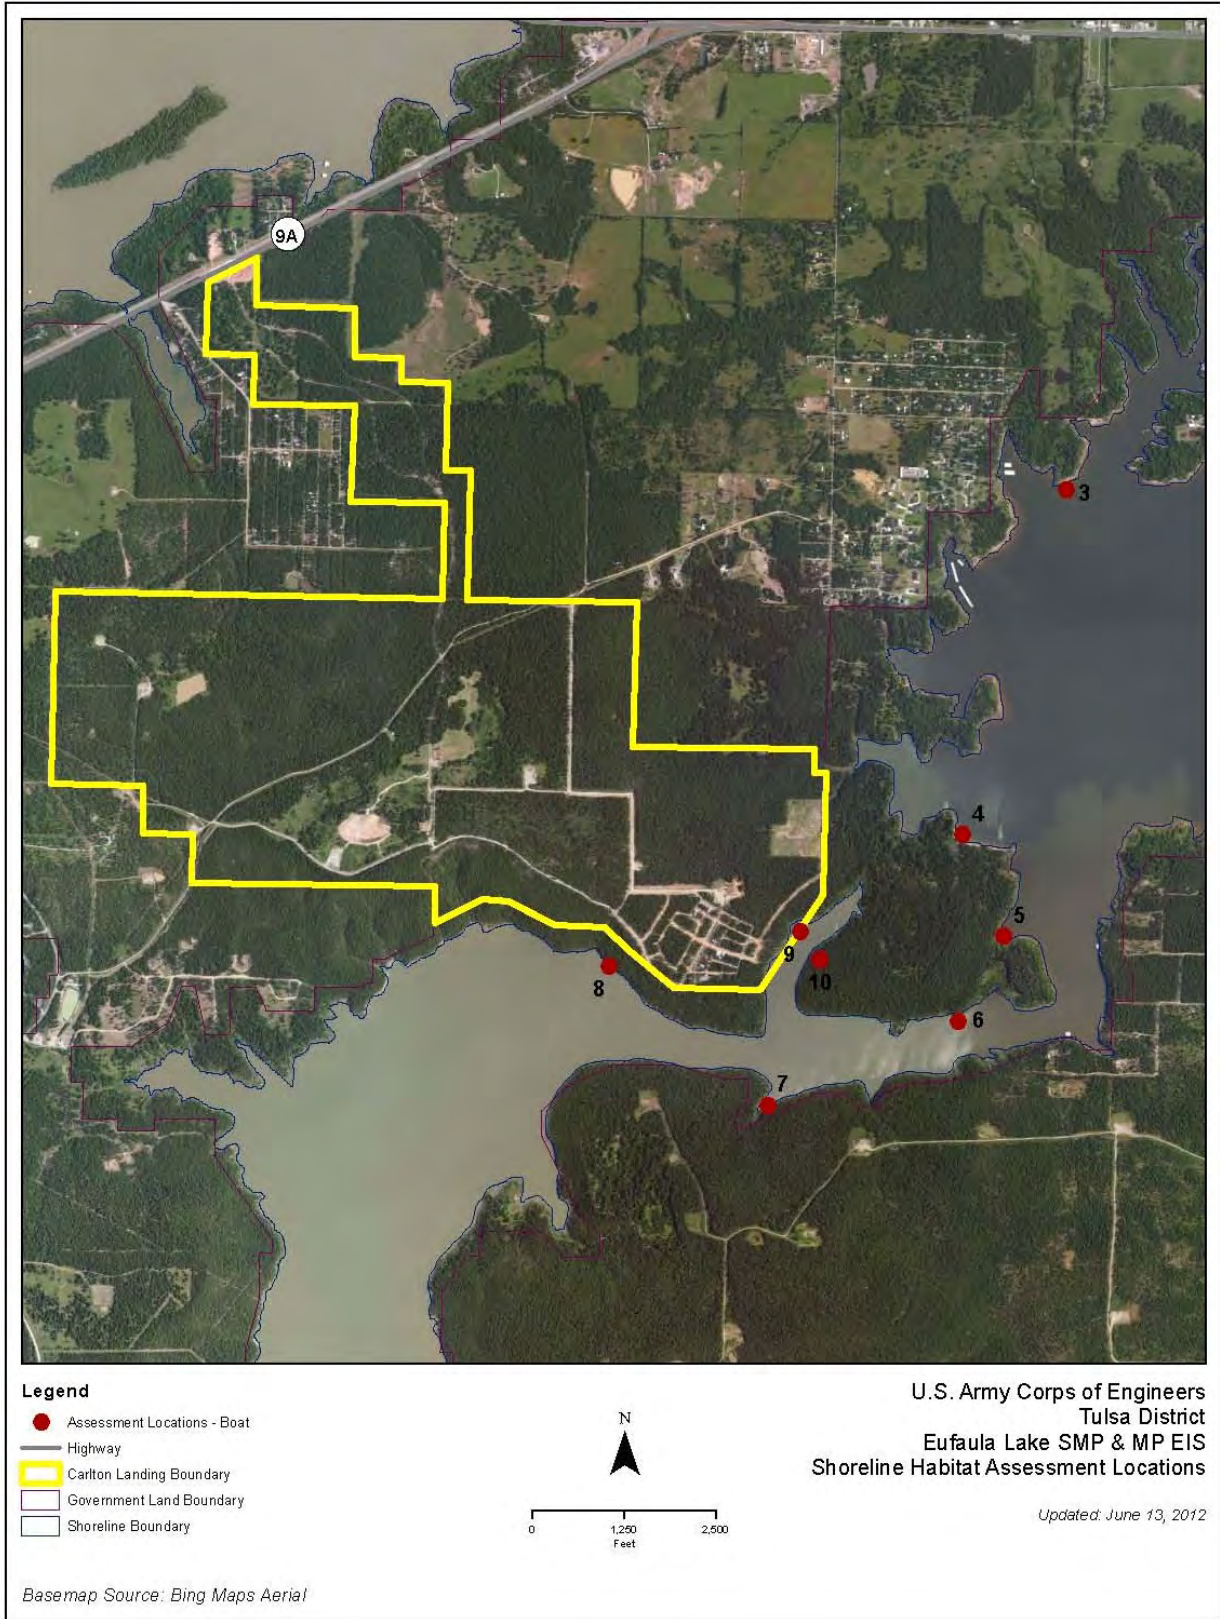 9A
3
4
5
9
10
8
6
7
Legend
Assessment Locations - Boat
Highway
Carlton Landing Boundary
Government Land Boundary
Shoreline Boundary
Basemap Source: Bing Maps Aerial
N
0 1,250 2,500
Feet
U.S. Army Corps of Engineers
Tulsa District
Eufaula Lake SMP & MP EIS
Shoreline Habitat Assessment Locations
Updated: June 13, 2012